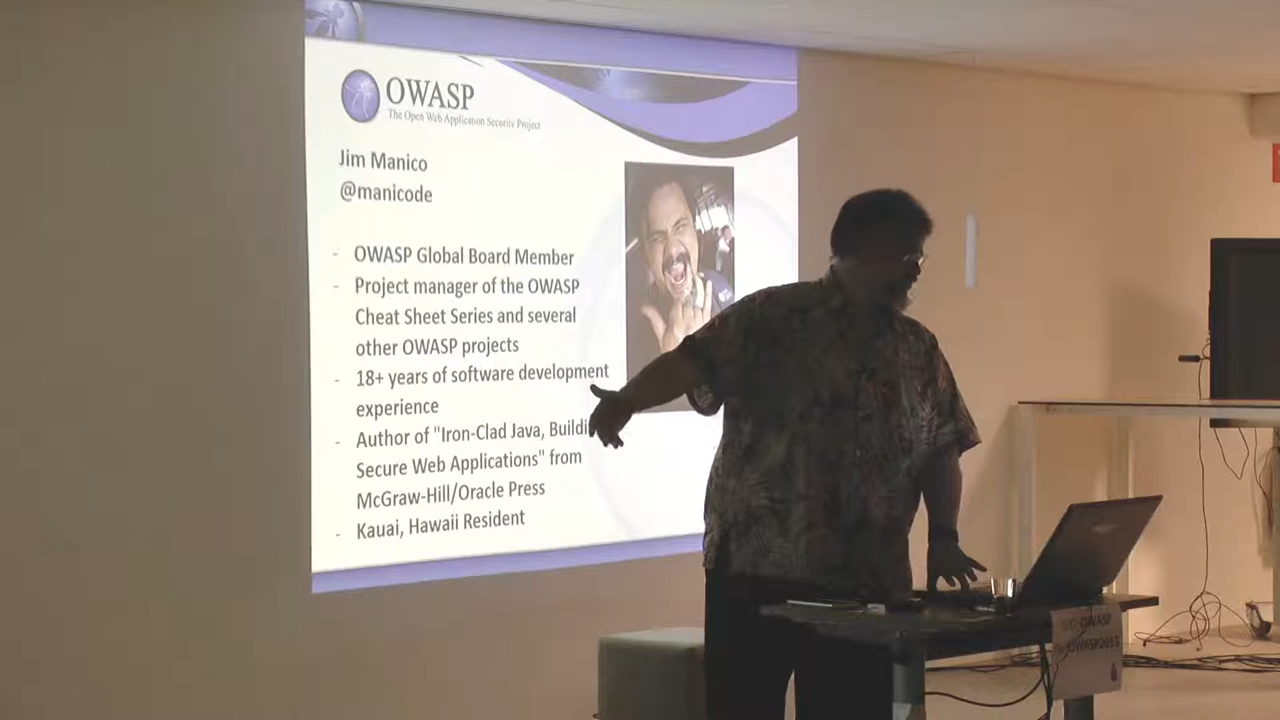 OWASP
The Open Web Application Security Project
Jim Manico
@manicode
- OWASP Global Board Member
- Project manager of the OWASP
Cheat Sheet Series and several
other OWASP projects
- 18+ years of software development
experience
- Author of "Iron-Clad Java, Buildi
Secure Web Applications" from
McGraw-Hill/Oracle Press
- Kauai, Hawaii Resident
OWASP